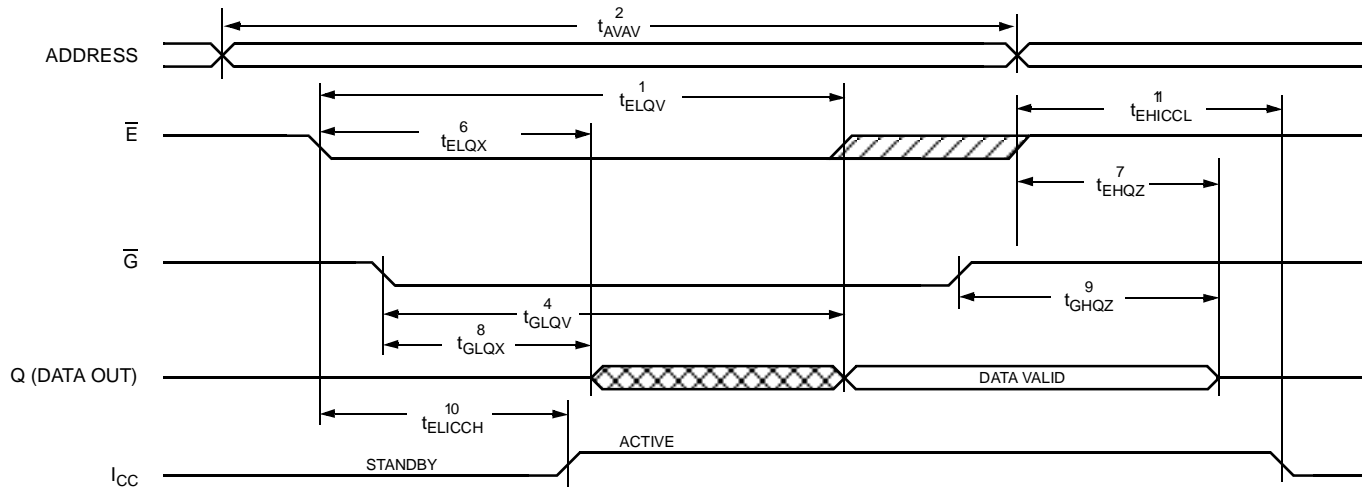 2
tAVAV
ADDRESS
1
tELQV
11
tEHICCL
E
6
tELQX
7
tEHQZ
G
9
tGHQZ
4
tGLQV
8
tGLQX
Q (DATA OUT)
DATA VALID
10
tELICCH
ACTIVE
STANDBY
ICC